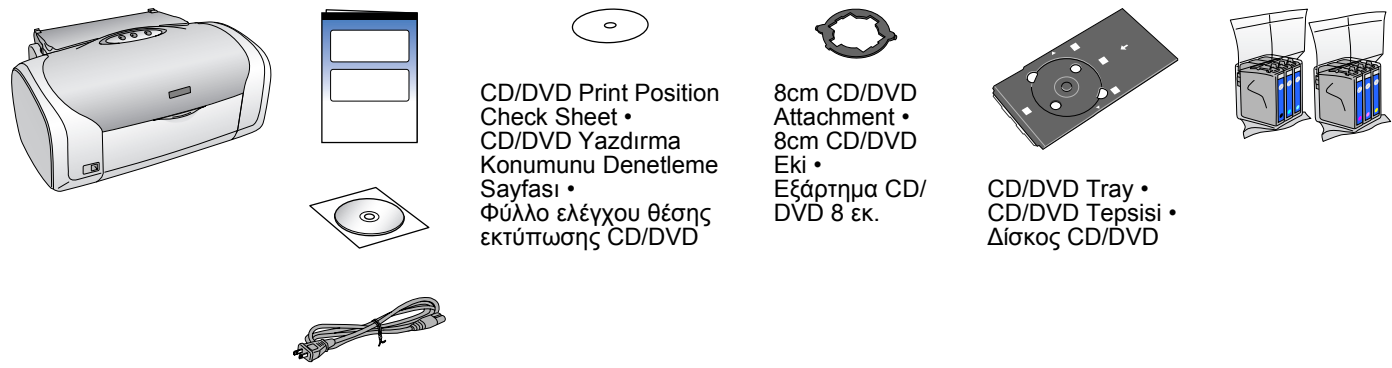 CD/DVD Print Position
Check Sheet •
CD/DVD Yazdırma
Konumunu Denetleme
Sayfası •
Φύλλο ελέγχου θέσης
εκτύπωσης CD/DVD
8cm CD/DVD
Attachment •
8cm CD/DVD
Eki •
Εξάρτημα CD/
DVD 8 εκ.
CD/DVD Tray •
CD/DVD Tepsisi •
Δίσκος CD/DVD